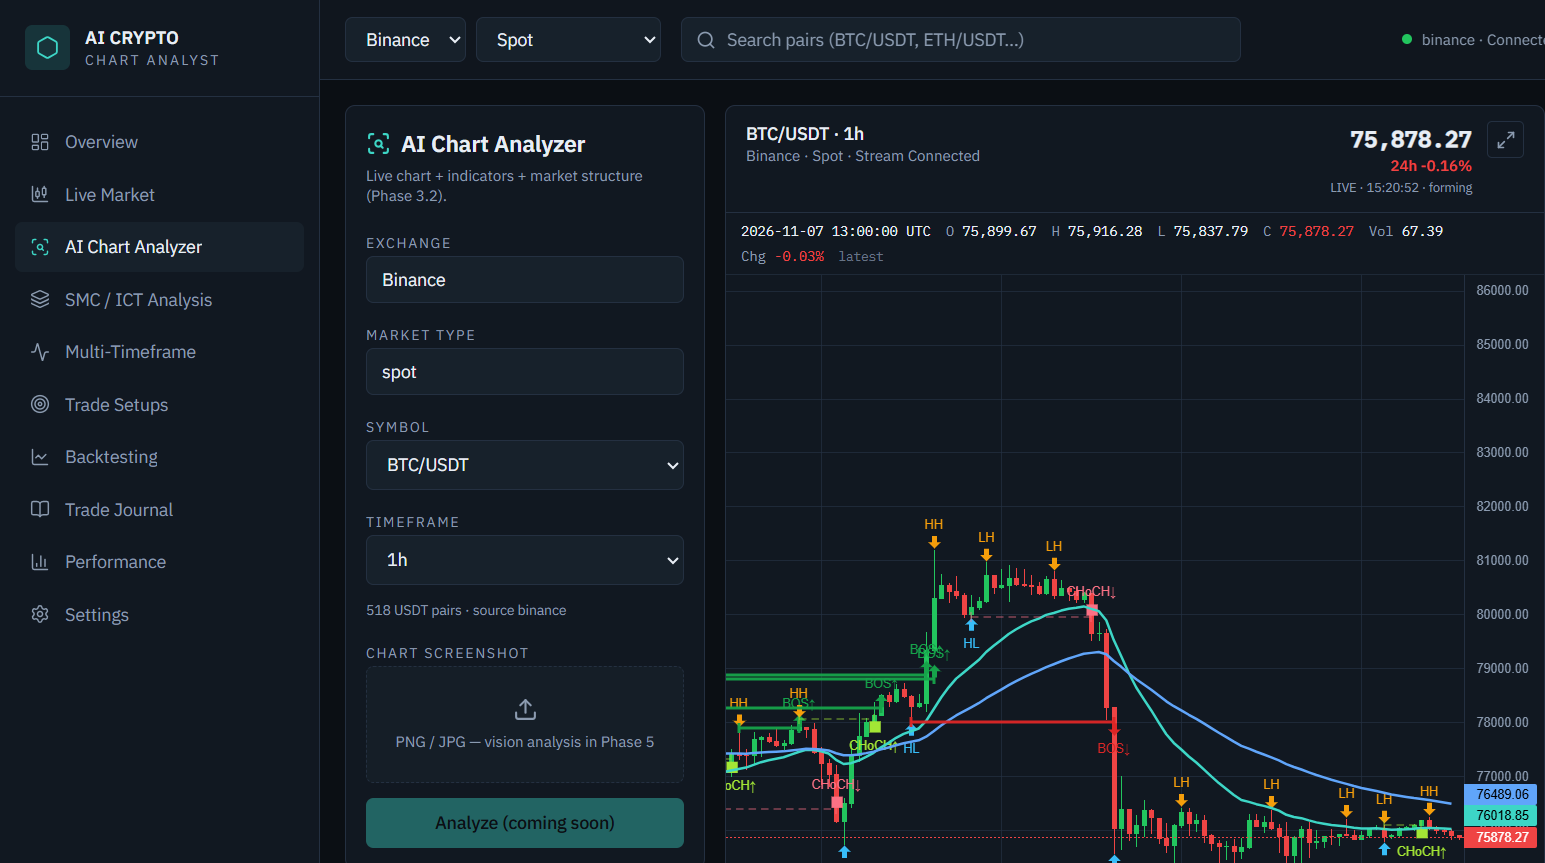 AI CRYPTO
CHART ANALYST
Overview
Live Market
AI Chart Analyzer
SMC / ICT Analysis
Multi-Timeframe
Trade Setups
Backtesting
Trade Journal
Performance
Settings
Binance
Spot
Search pairs (BTC/USDT, ETH/USDT...)
binance · Connect
AI Chart Analyzer
Live chart + indicators + market structure
(Phase 3.2).
EXCHANGE
Binance
MARKET TYPE
spot
SYMBOL
BTC/USDT
TIMEFRAME
1h
518 USDT pairs · source binance
CHART SCREENSHOT
PNG / JPG — vision analysis in Phase 5
Analyze (coming soon)
BTC/USDT · 1h
Binance · Spot · Stream Connected
75,878.27
24h -0.16%
LIVE · 15:20:52 · forming
2026-11-07 13:00:00 UTC O 75,899.67 H 75,916.28 L 75,837.79 C 75,878.27 Vol 67.39
Chg -0.03% latest
86000.00
85000.00
84000.00
83000.00
82000.00
81000.00
80000.00
79000.00
78000.00
77000.00
76489.06
76018.85
75878.27
HH
LH
LH
CHoCH↓
HL
BOS↑
BOS↑
BOS↑
HH
HH
BOS↑
CHoCH↑
HL
BOS↓
oCH↑
CHoCH↓
LH
LH
LH
LH
HH
CHoCH↑